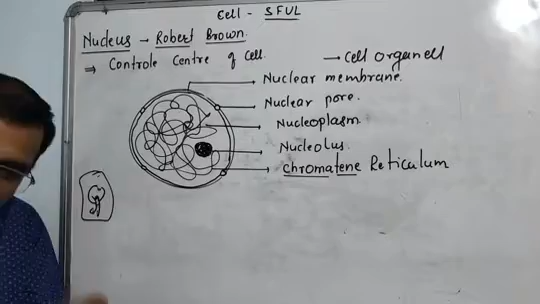 Cell - SFUL
Nucleus - Robert Brown.
⇒ Controle Centre of Cell. → Cell organell
Nuclear membrane.
Nuclear pore.
Nucleoplasm
Nucleolus.
chromatene Reticulum